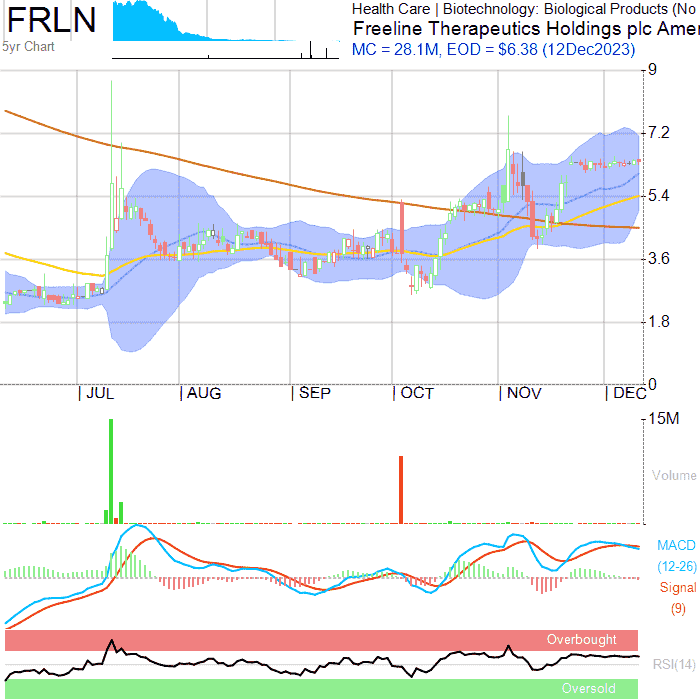 FRLN
5yr Chart
Health Care | Biotechnology: Biological Products (No
Freeline Therapeutics Holdings plc Amer
MC = 28.1M, EOD = $6.38 (12Dec2023)
9
7.2
5.4
3.6
1.8
0
| JUL | AUG | SEP | OCT | NOV | DEC
15M
Volume
MACD
(12-26)
Signal
(9)
Overbought
RSI(14)
Oversold